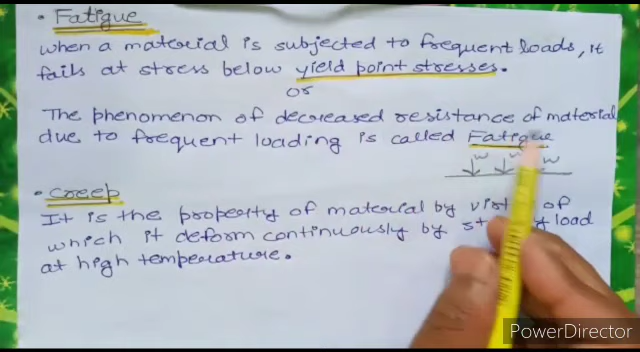 • Fatigue
when a material is subjected to frequent loads, it
fails at stress below yield point stresses.
or
The phenomenon of decreased resistance of material
due to frequent loading is called Fatigue
w w w
• Creep
It is the property of material by of
which it deform continuously by load
at high temperature.
PowerDirector